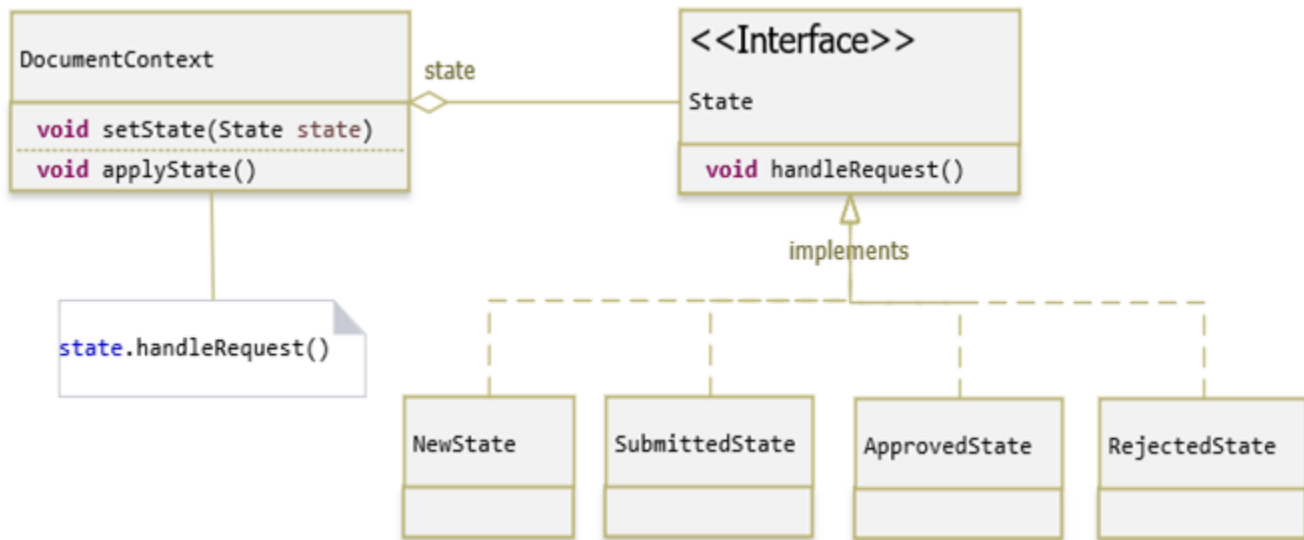 DocumentContext
void setState(State state)
void applyState()
state
<<Interface>>
State
void handleRequest()
implements
state.handleRequest()
NewState
SubmittedState
ApprovedState
RejectedState